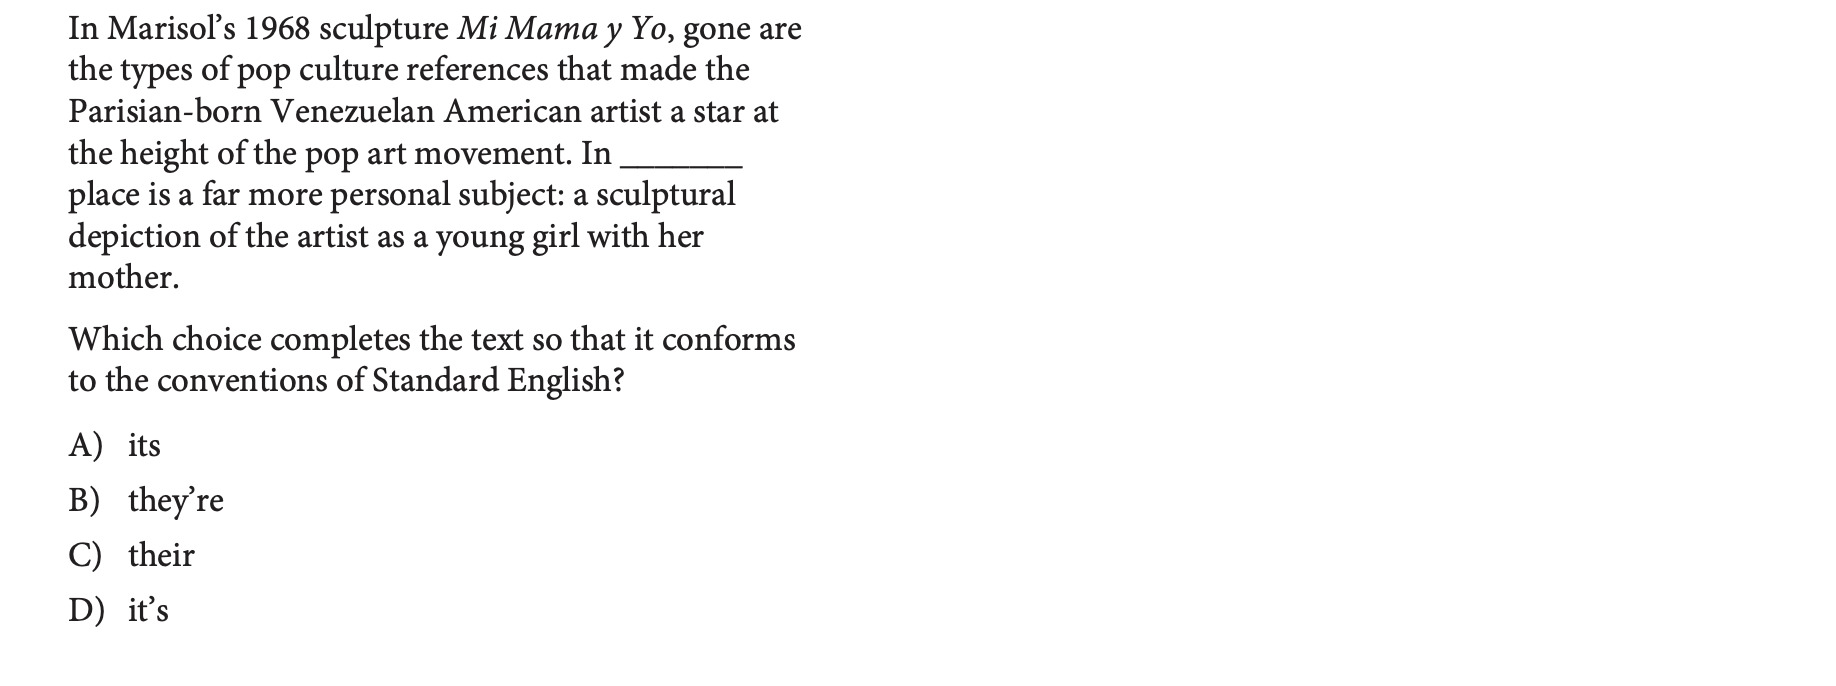 In Marisol’s 1968 sculpture Mi Mama y Yo, gone are
the types of pop culture references that made the
Parisian-born Venezuelan American artist a star at
the height of the pop art movement. In _______
place is a far more personal subject: a sculptural
depiction of the artist as a young girl with her
mother.
Which choice completes the text so that it conforms
to the conventions of Standard English?
A) its
B) they’re
C) their
D) it’s